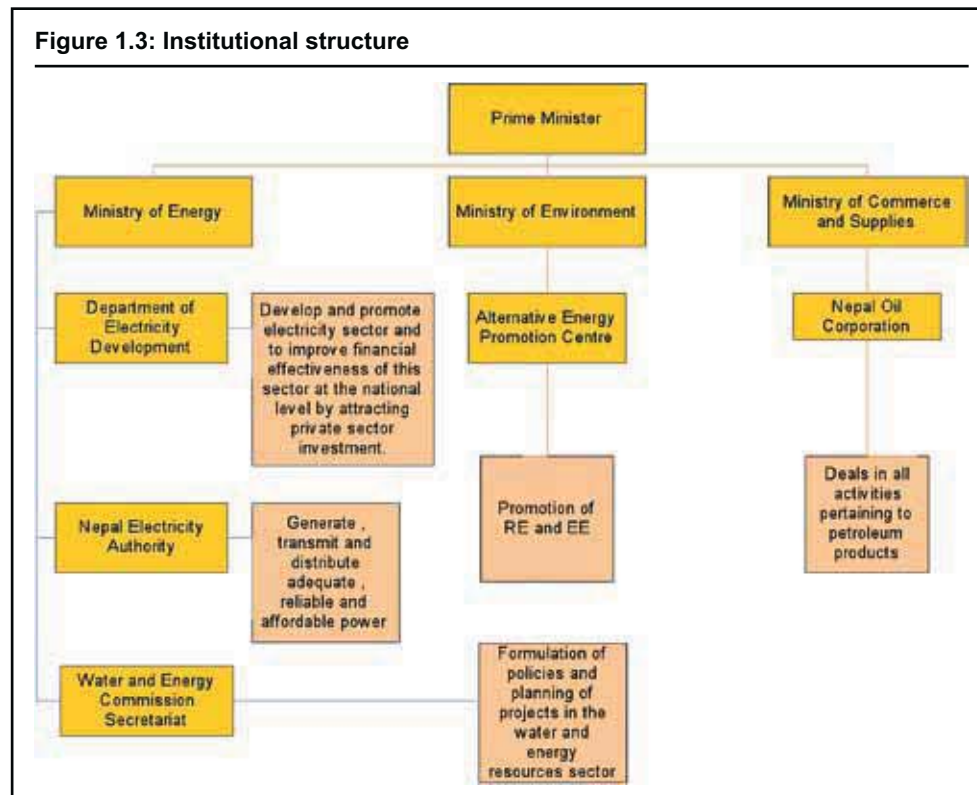 Figure 1.3: Institutional structure
Prime Minister
Ministry of Energy
Ministry of Environment
Ministry of Commerce
and Supplies
Department of
Electricity
Development
Develop and promote
electricity sector and
to improve financial
effectiveness of this
sector at the national
level by attracting
private sector
investment.
Alternative Energy
Promotion Centre
Nepal Oil
Corporation
Nepal Electricity
Authority
Generate ,
transmit and
distribute
adequate ,
reliable and
affordable power
Promotion of
RE and EE
Deals in all
activities
pertaining to
petroleum
products
Water and Energy
Commission
Secretariat
Formulation of
policies and
planning of
projects in the
water and
energy
resources sector